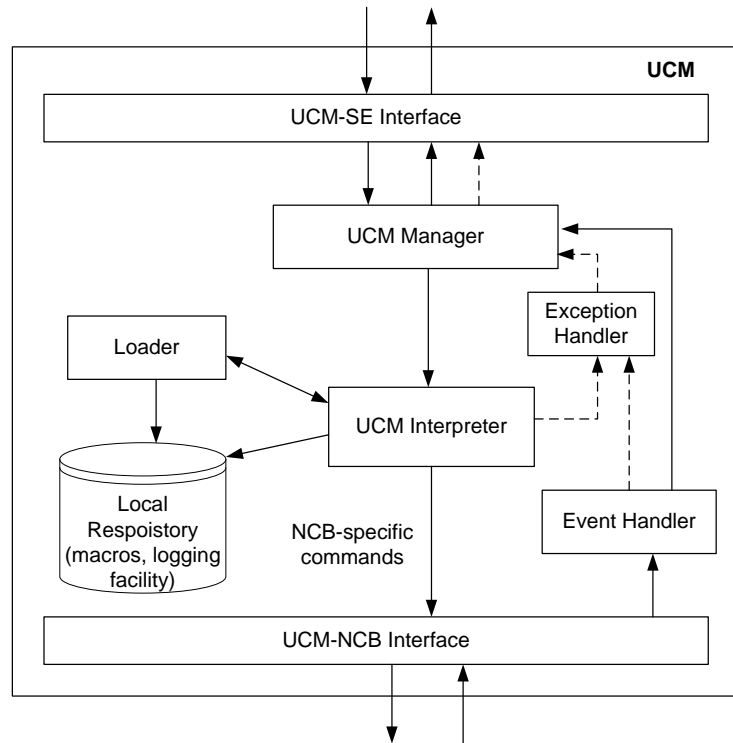 UCM
UCM-SE Interface
UCM Manager
Exception
Handler
Loader
UCM Interpreter
Local
Respoistory
(macros, logging
facility)
NCB-specific
commands
Event Handler
UCM-NCB Interface